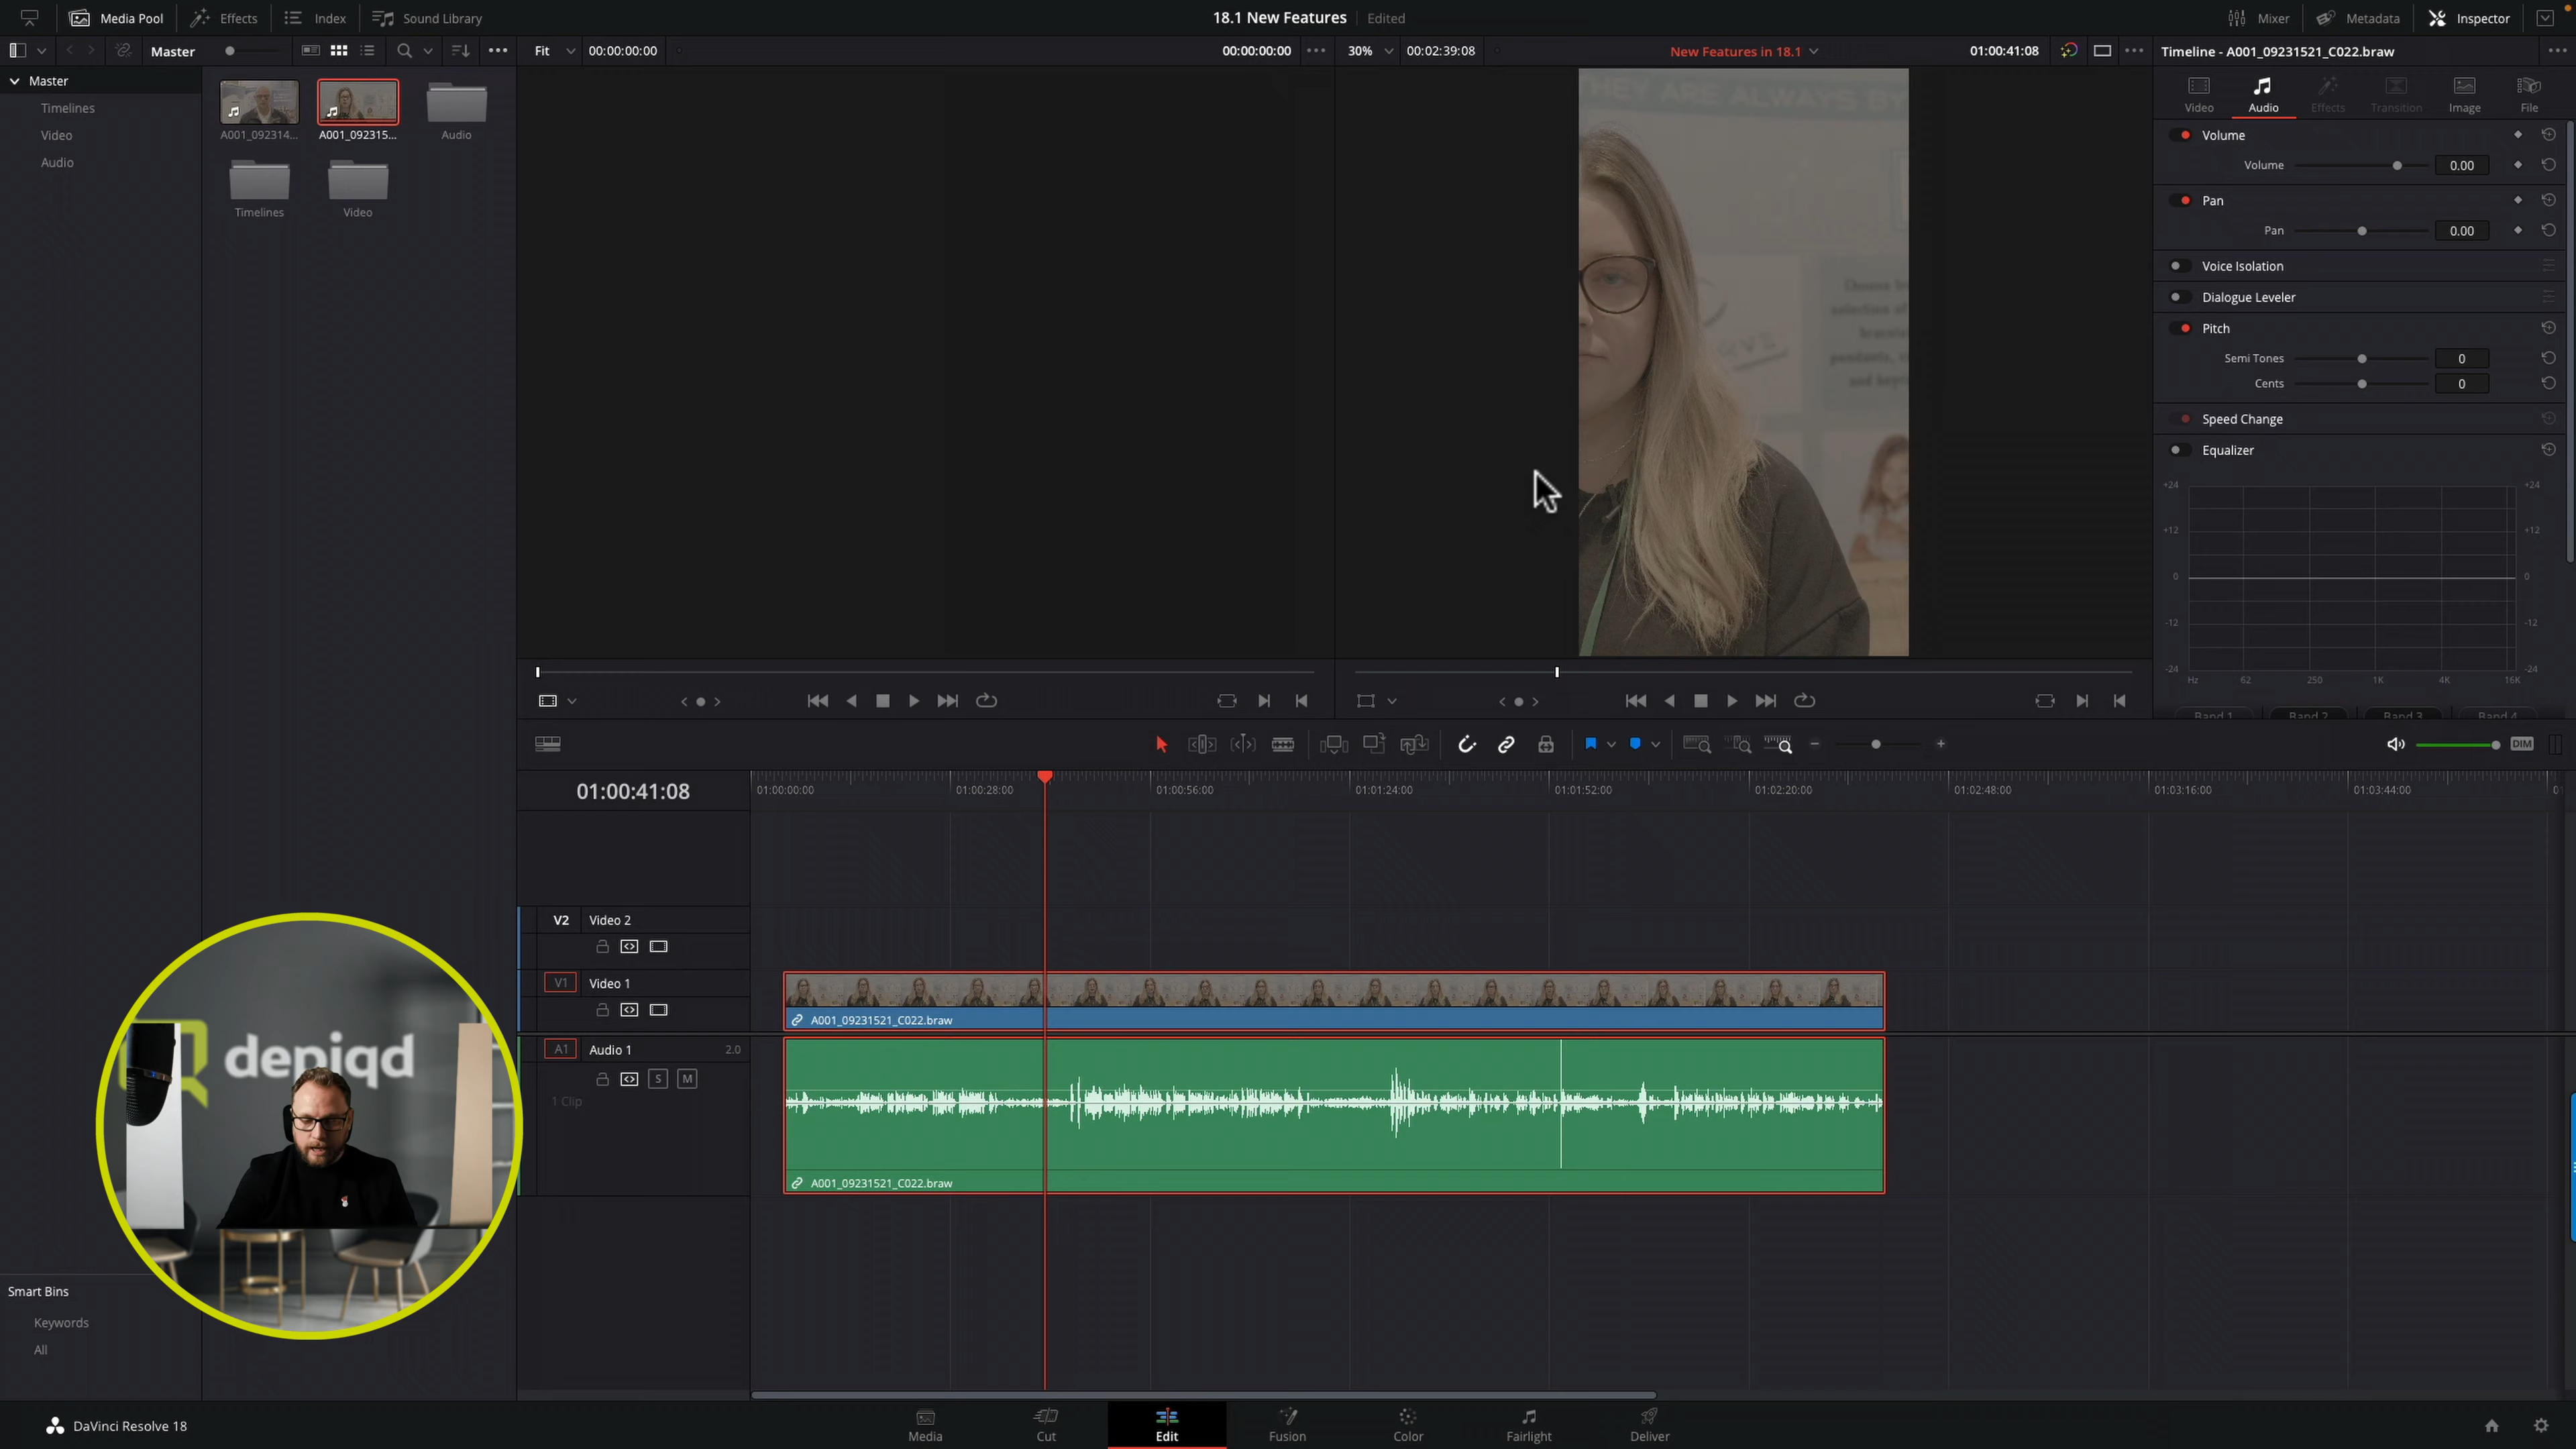 Media Pool Effects Index Sound Library
18.1 New Features Edited
Mixer Metadata Inspector
Master
Fit 00:00:00:00 00:00:00:00
30% 00:02:39:08 New Features in 18.1 01:00:41:08
Timeline - A001_09231521_C022.braw
Master
Timelines
Video
Audio
A001_092314... A001_092315... Audio
Timelines Video
THEY ARE ALWAYS BY
Video Audio Effects Transition Image File
Volume
Volume 0.00
Pan
Pan 0.00
Voice Isolation
Dialogue Leveler
Pitch
Semi Tones 0
Cents 0
Speed Change
Equalizer
+24 +24
+12 +12
0 0
-12 -12
-24 -24
Hz 62 250 1K 4K 16K
Band 1 Band 2 Band 3 Band 4
DIM
01:00:41:08
01:00:00:00 01:00:28:00 01:00:56:00 01:01:24:00 01:01:52:00 01:02:20:00 01:02:48:00 01:03:16:00 01:03:44:00
V2 Video 2
V1 Video 1
A001_09231521_C022.braw
A1 Audio 1 2.0
S M
1 Clip
A001_09231521_C022.braw
depiqd
Smart Bins
Keywords
All
DaVinci Resolve 18
Media Cut Edit Fusion Color Fairlight Deliver